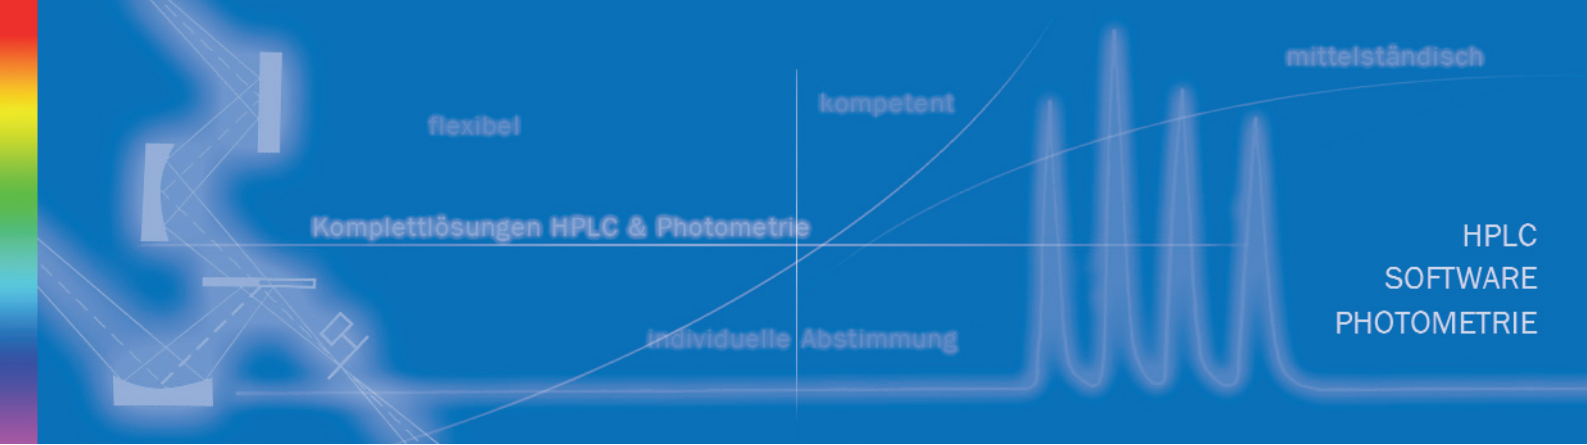 mittelständisch
kompetent
flexibel
Komplettlösungen HPLC & Photometrie
HPLC
SOFTWARE
PHOTOMETRIE
individuelle Abstimmung